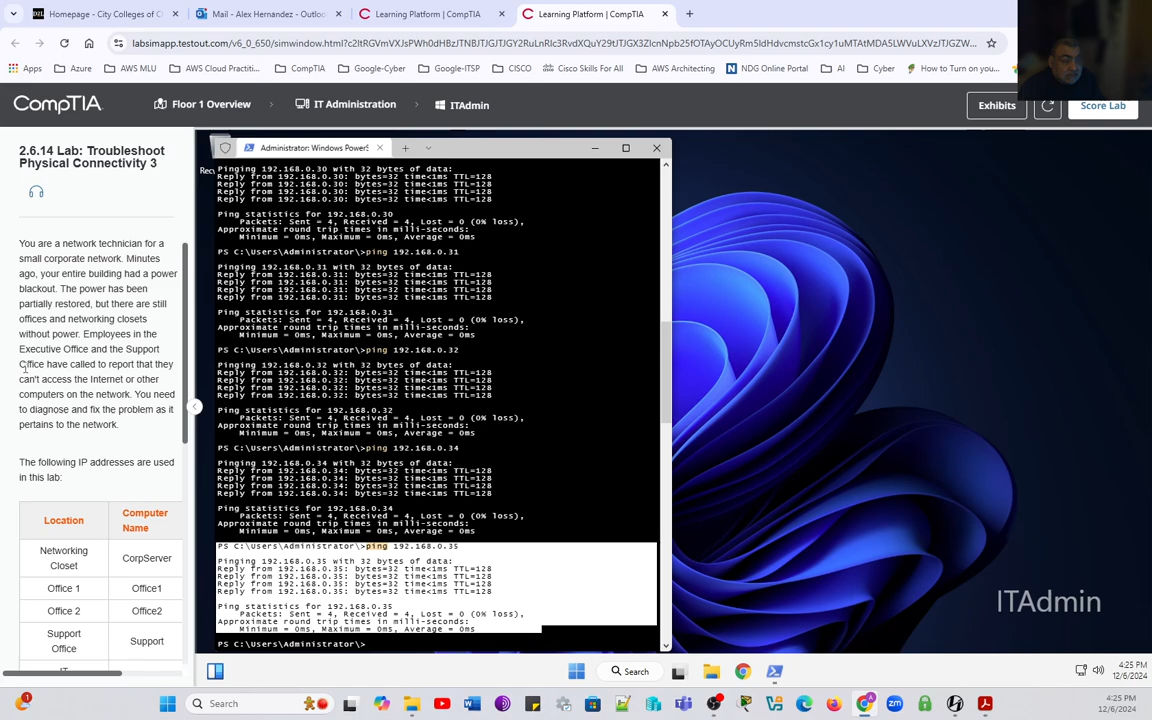 Homepage - City Colleges of C
Mail - Alex Hernandez - Outlo
Learning Platform | CompTIA
Learning Platform | CompTIA
Apps
Azure
AWS MLU
AWS Cloud Practiti...
CompTIA
Google-Cyber
Google-ITSP
CISCO
Cisco Skills For All
AWS Architecting
NDG Online Portal
AI
Cyber
How to Turn on you...
CompTIA.
Floor 1 Overview
IT Administration
ITAdmin
Exhibits
Score Lab
2.6.14 Lab: Troubleshoot
Physical Connectivity 3
You are a network technician for a
small corporate network. Minutes
ago, your entire building had a power
blackout. The power has been
partially restored, but there are still
offices and networking closets
without power. Employees in the
Executive Office and the Support
Office have called to report that they
can't access the Internet or other
computers on the network. You need
to diagnose and fix the problem as it
pertains to the network.
The following IP addresses are used
in this lab:
Location
Computer
Name
Networking
Closet
CorpServer
Office 1
Office1
Office 2
Office2
Support
Office
Support
IT
Administrator: Windows PowerS
Pinging 192.168.0.30 with 32 bytes of data:
Reply from 192.168.0.30: bytes=32 time<1ms TTL=128
Reply from 192.168.0.30: bytes=32 time<1ms TTL=128
Reply from 192.168.0.30: bytes=32 time<1ms TTL=128
Reply from 192.168.0.30: bytes=32 time<1ms TTL=128
Ping statistics for 192.168.0.30
Packets: Sent = 4, Received = 4, Lost = 0 (0% loss),
Approximate round trip times in milli-seconds:
Minimum = 0ms, Maximum = 0ms, Average = 0ms
PS C:\Users\Administrator\>ping 192.168.0.31
Pinging 192.168.0.31 with 32 bytes of data:
Reply from 192.168.0.31: bytes=32 time<1ms TTL=128
Reply from 192.168.0.31: bytes=32 time<1ms TTL=128
Reply from 192.168.0.31: bytes=32 time<1ms TTL=128
Reply from 192.168.0.31: bytes=32 time<1ms TTL=128
Ping statistics for 192.168.0.31
Packets: Sent = 4, Received = 4, Lost = 0 (0% loss),
Approximate round trip times in milli-seconds:
Minimum = 0ms, Maximum = 0ms, Average = 0ms
PS C:\Users\Administrator\>ping 192.168.0.32
Pinging 192.168.0.32 with 32 bytes of data:
Reply from 192.168.0.32: bytes=32 time<1ms TTL=128
Reply from 192.168.0.32: bytes=32 time<1ms TTL=128
Reply from 192.168.0.32: bytes=32 time<1ms TTL=128
Reply from 192.168.0.32: bytes=32 time<1ms TTL=128
Ping statistics for 192.168.0.32
Packets: Sent = 4, Received = 4, Lost = 0 (0% loss),
Approximate round trip times in milli-seconds:
Minimum = 0ms, Maximum = 0ms, Average = 0ms
PS C:\Users\Administrator\>ping 192.168.0.34
Pinging 192.168.0.34 with 32 bytes of data:
Reply from 192.168.0.34: bytes=32 time<1ms TTL=128
Reply from 192.168.0.34: bytes=32 time<1ms TTL=128
Reply from 192.168.0.34: bytes=32 time<1ms TTL=128
Reply from 192.168.0.34: bytes=32 time<1ms TTL=128
Ping statistics for 192.168.0.34
Packets: Sent = 4, Received = 4, Lost = 0 (0% loss),
Approximate round trip times in milli-seconds:
Minimum = 0ms, Maximum = 0ms, Average = 0ms
PS C:\Users\Administrator\>ping 192.168.0.35
Pinging 192.168.0.35 with 32 bytes of data:
Reply from 192.168.0.35: bytes=32 time<1ms TTL=128
Reply from 192.168.0.35: bytes=32 time<1ms TTL=128
Reply from 192.168.0.35: bytes=32 time<1ms TTL=128
Reply from 192.168.0.35: bytes=32 time<1ms TTL=128
Ping statistics for 192.168.0.35
Packets: Sent = 4, Received = 4, Lost = 0 (0% loss),
Approximate round trip times in milli-seconds:
Minimum = 0ms, Maximum = 0ms, Average = 0ms
PS C:\Users\Administrator\>
ITAdmin
Search
4:25 PM
12/6/2024
1
Search
4:25 PM
12/6/2024